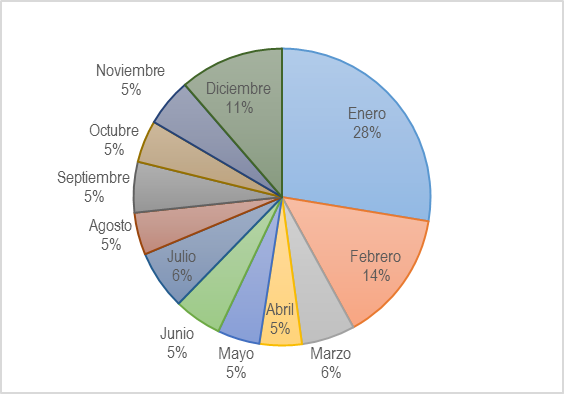 Enero
28%
Febrero
14%
Marzo
6%
Abril
5%
Mayo
5%
Junio
5%
Julio
6%
Agosto
5%
Septiembre
5%
Octubre
5%
Noviembre
5%
Diciembre
11%